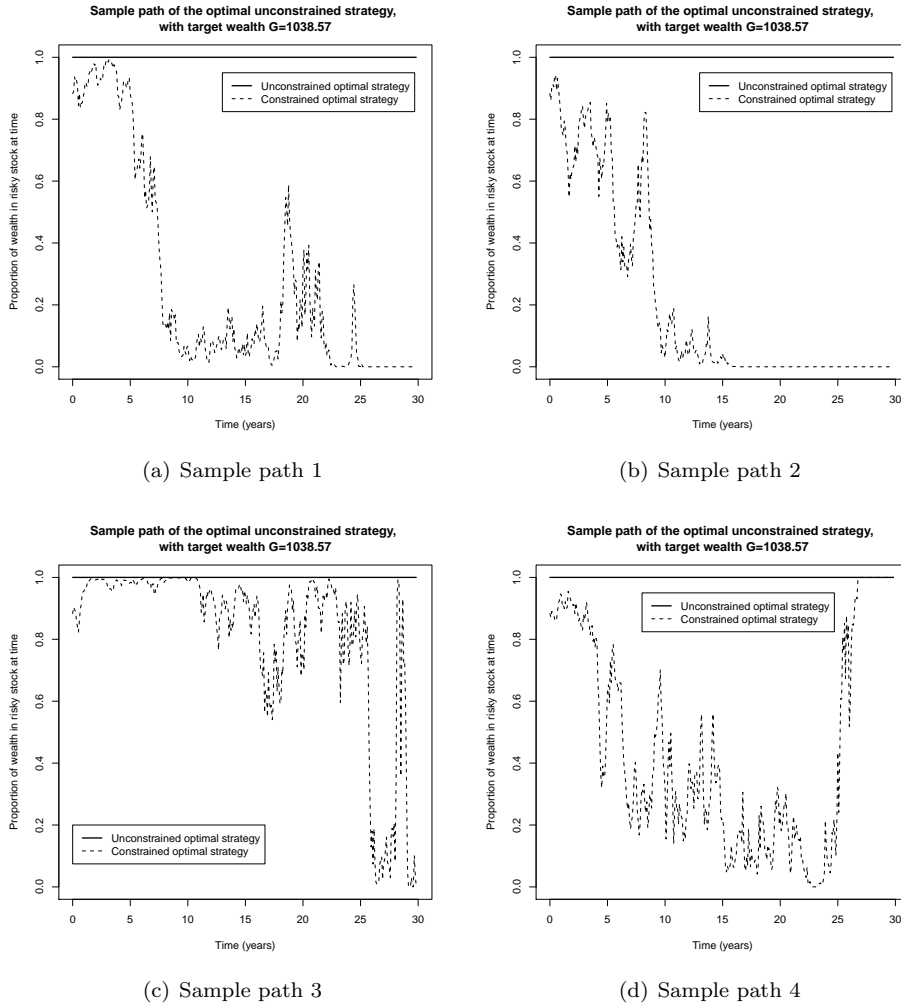 Sample path of the optimal unconstrained strategy,
with target wealth G=1038.57
Proportion of wealth in risky stock at time
1.0
0.8
0.6
0.4
0.2
0.0
Unconstrained optimal strategy
Constrained optimal strategy
0 5 10 15 20 25 30
Time (years)
(a) Sample path 1
Sample path of the optimal unconstrained strategy,
with target wealth G=1038.57
Proportion of wealth in risky stock at time
1.0
0.8
0.6
0.4
0.2
0.0
Unconstrained optimal strategy
Constrained optimal strategy
0 5 10 15 20 25 30
Time (years)
(b) Sample path 2
Sample path of the optimal unconstrained strategy,
with target wealth G=1038.57
Proportion of wealth in risky stock at time
1.0
0.8
0.6
0.4
0.2
0.0
Unconstrained optimal strategy
Constrained optimal strategy
0 5 10 15 20 25 30
Time (years)
(c) Sample path 3
Sample path of the optimal unconstrained strategy,
with target wealth G=1038.57
Proportion of wealth in risky stock at time
1.0
0.8
0.6
0.4
0.2
0.0
Unconstrained optimal strategy
Constrained optimal strategy
0 5 10 15 20 25 30
Time (years)
(d) Sample path 4